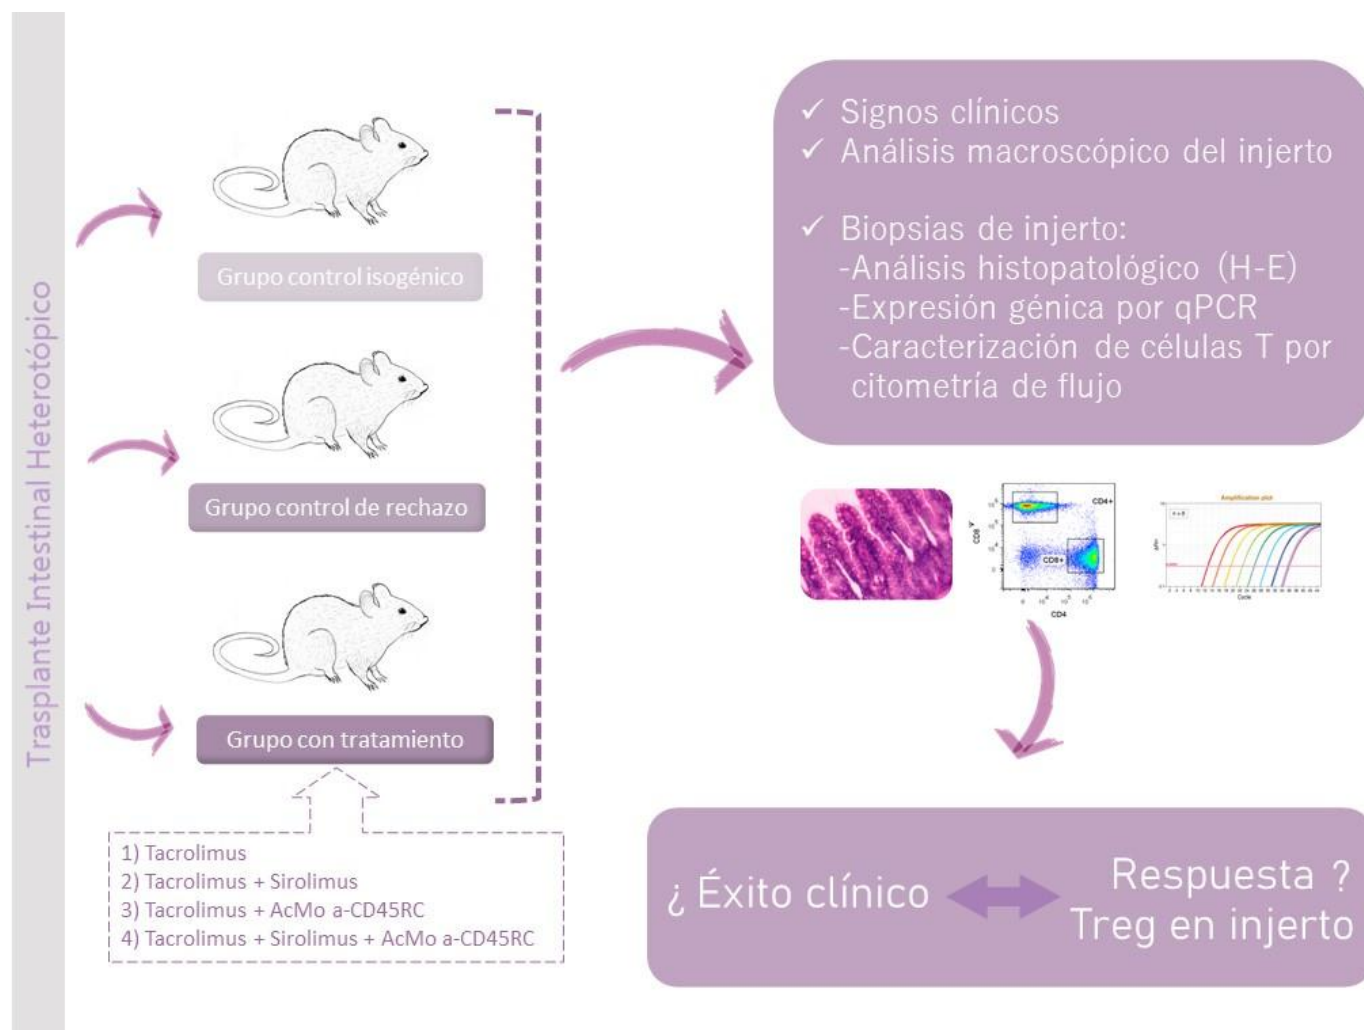 Trasplante Intestinal Heterotópico
Grupo control isogénico
Grupo control de rechazo
Grupo con tratamiento
1) Tacrolimus
2) Tacrolimus + Sirolimus
3) Tacrolimus + AcMo a-CD45RC
4) Tacrolimus + Sirolimus + AcMo a-CD45RC
✓ Signos clínicos
✓ Análisis macroscópico del injerto
✓ Biopsias de injerto:
-Análisis histopatológico (H-E)
-Expresión génica por qPCR
-Caracterización de células T por
citometría de flujo
CD4+
CD8+
CD8
CD4
Amplification plot
Cycle
¿ Éxito clínico
Respuesta ?
Treg en injerto